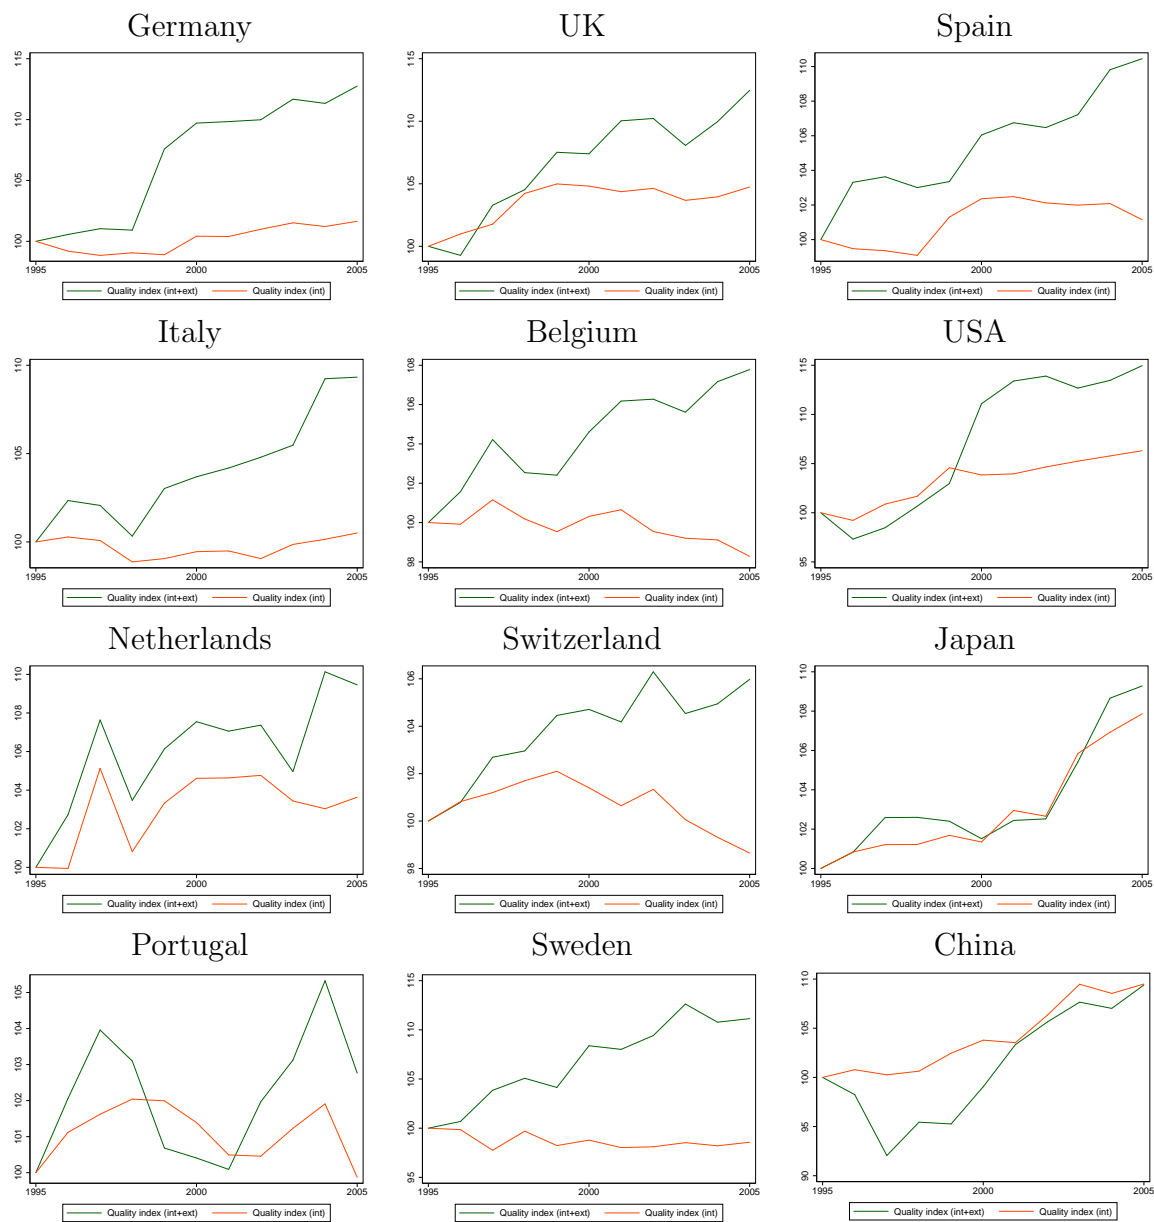 Germany
115
110
105
100
1995 2000 2005
Quality index (int+ext) Quality index (int)
UK
115
110
105
100
1995 2000 2005
Quality index (int+ext) Quality index (int)
Spain
110
108
106
104
102
100
1995 2000 2005
Quality index (int+ext) Quality index (int)
Italy
110
105
100
1995 2000 2005
Quality index (int+ext) Quality index (int)
Belgium
108
106
104
102
100
98
1995 2000 2005
Quality index (int+ext) Quality index (int)
USA
115
110
105
100
95
1995 2000 2005
Quality index (int+ext) Quality index (int)
Netherlands
110
108
106
104
102
100
1995 2000 2005
Quality index (int+ext) Quality index (int)
Switzerland
106
104
102
100
98
1995 2000 2005
Quality index (int+ext) Quality index (int)
Japan
110
108
106
104
102
100
1995 2000 2005
Quality index (int+ext) Quality index (int)
Portugal
105
104
103
102
101
100
1995 2000 2005
Quality index (int+ext) Quality index (int)
Sweden
115
110
105
100
95
1995 2000 2005
Quality index (int+ext) Quality index (int)
China
110
105
100
95
90
1995 2000 2005
Quality index (int+ext) Quality index (int)